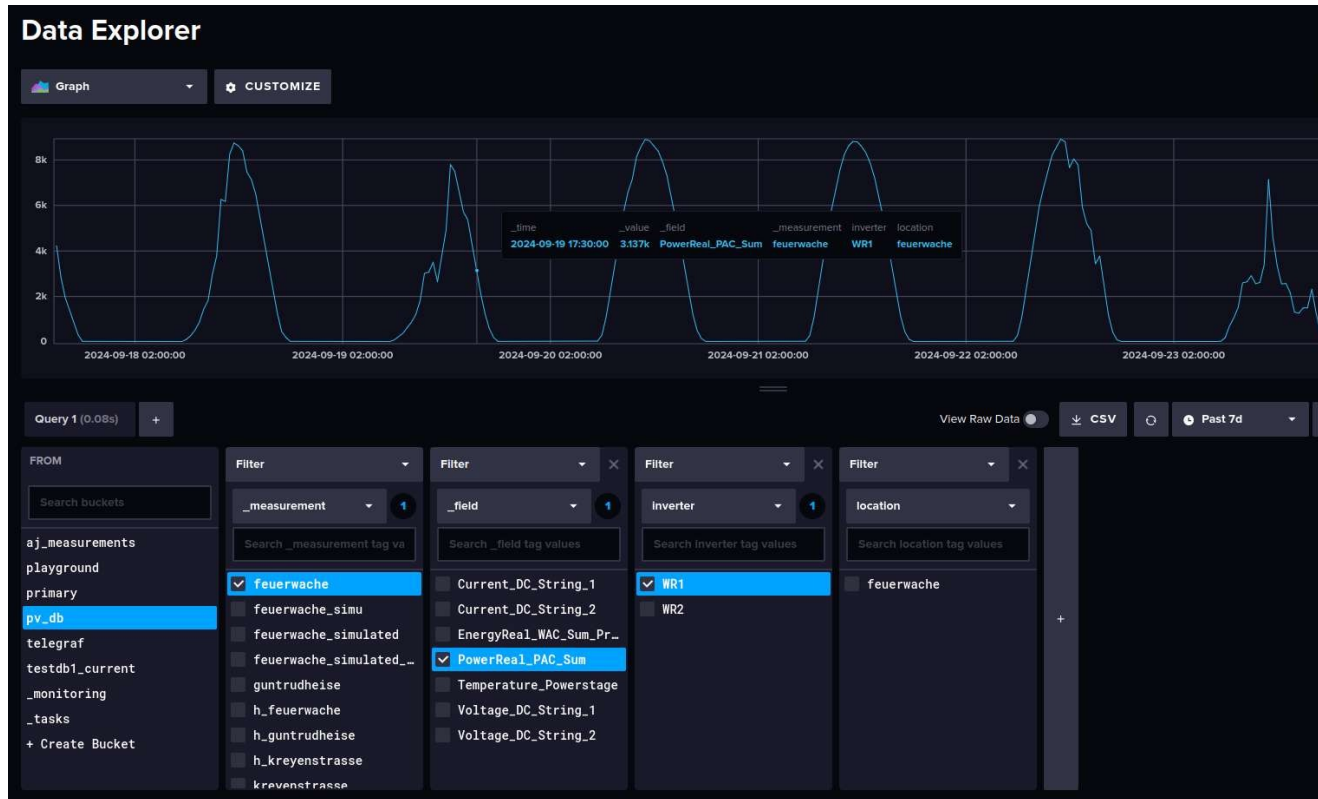 Data Explorer
Graph
CUSTOMIZE
8k
6k
4k
2k
0
_time _value _field _measurement inverter location
2024-09-19 17:30:00 3.137k PowerReal_PAC_Sum feuerwache WR1 feuerwache
2024-09-18 02:00:00 2024-09-19 02:00:00 2024-09-20 02:00:00 2024-09-21 02:00:00 2024-09-22 02:00:00 2024-09-23 02:00:00
Query 1 (0.08s) +
View Raw Data CSV Past 7d
FROM
Search buckets
aj_measurements
playground
primary
pv_db
telegraf
testdb1_current
_monitoring
_tasks
+ Create Bucket
Filter
_measurement 1
Search _measurement tag va
feuerwache
feuerwache_simu
feuerwache_simulated
feuerwache_simulated_…
guntrudheise
h_feuerwache
h_guntrudheise
h_kreyenstrasse
kreyenstrasse
Filter
_field 1
Search _field tag values
Current_DC_String_1
Current_DC_String_2
EnergyReal_WAC_Sum_Pr…
PowerReal_PAC_Sum
Temperature_Powerstage
Voltage_DC_String_1
Voltage_DC_String_2
Filter
inverter 1
Search inverter tag values
WR1
WR2
Filter
location
Search location tag values
feuerwache
+